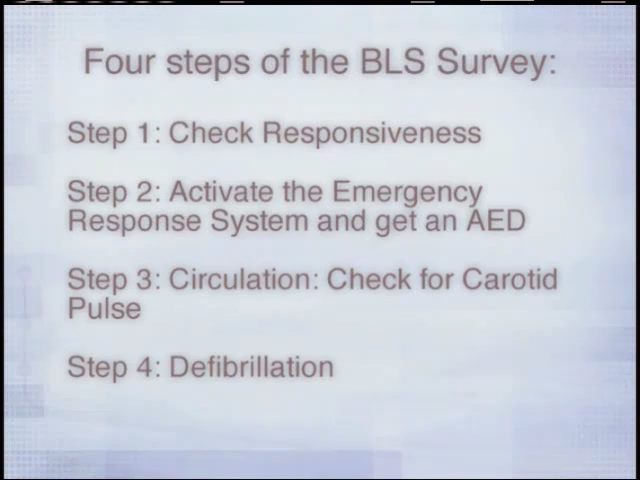 Four steps of the BLS Survey:
Step 1: Check Responsiveness
Step 2: Activate the Emergency
Response System and get an AED
Step 3: Circulation: Check for Carotid
Pulse
Step 4: Defibrillation